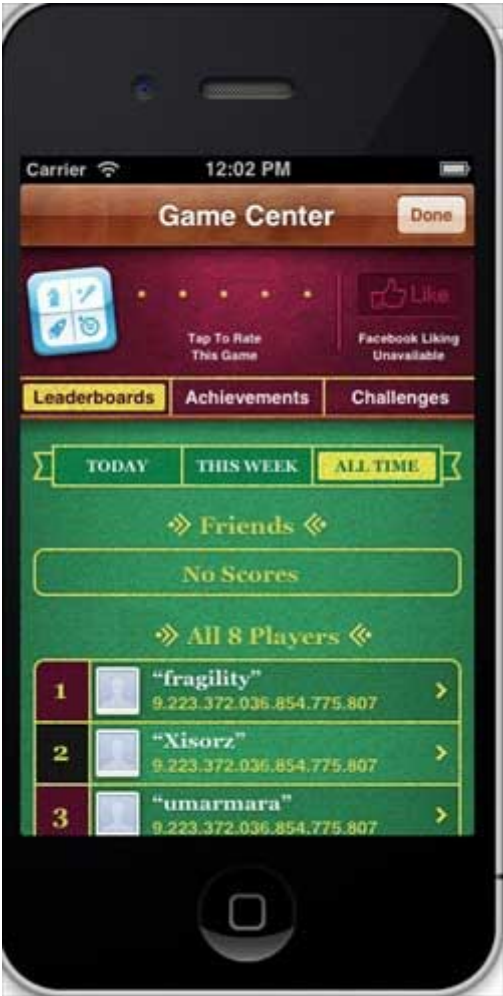 Carrier 12:02 PM
Game Center Done
Like
Tap To Rate
This Game
Facebook Liking
Unavailable
Leaderboards Achievements Challenges
TODAY THIS WEEK ALL TIME
Friends
No Scores
All 8 Players
1 “fragility”
9.223.372.036.854.775.807
2 “Xisorz”
9.223.372.036.854.775.807
3 “umarmara”
9.223.372.036.854.775.807